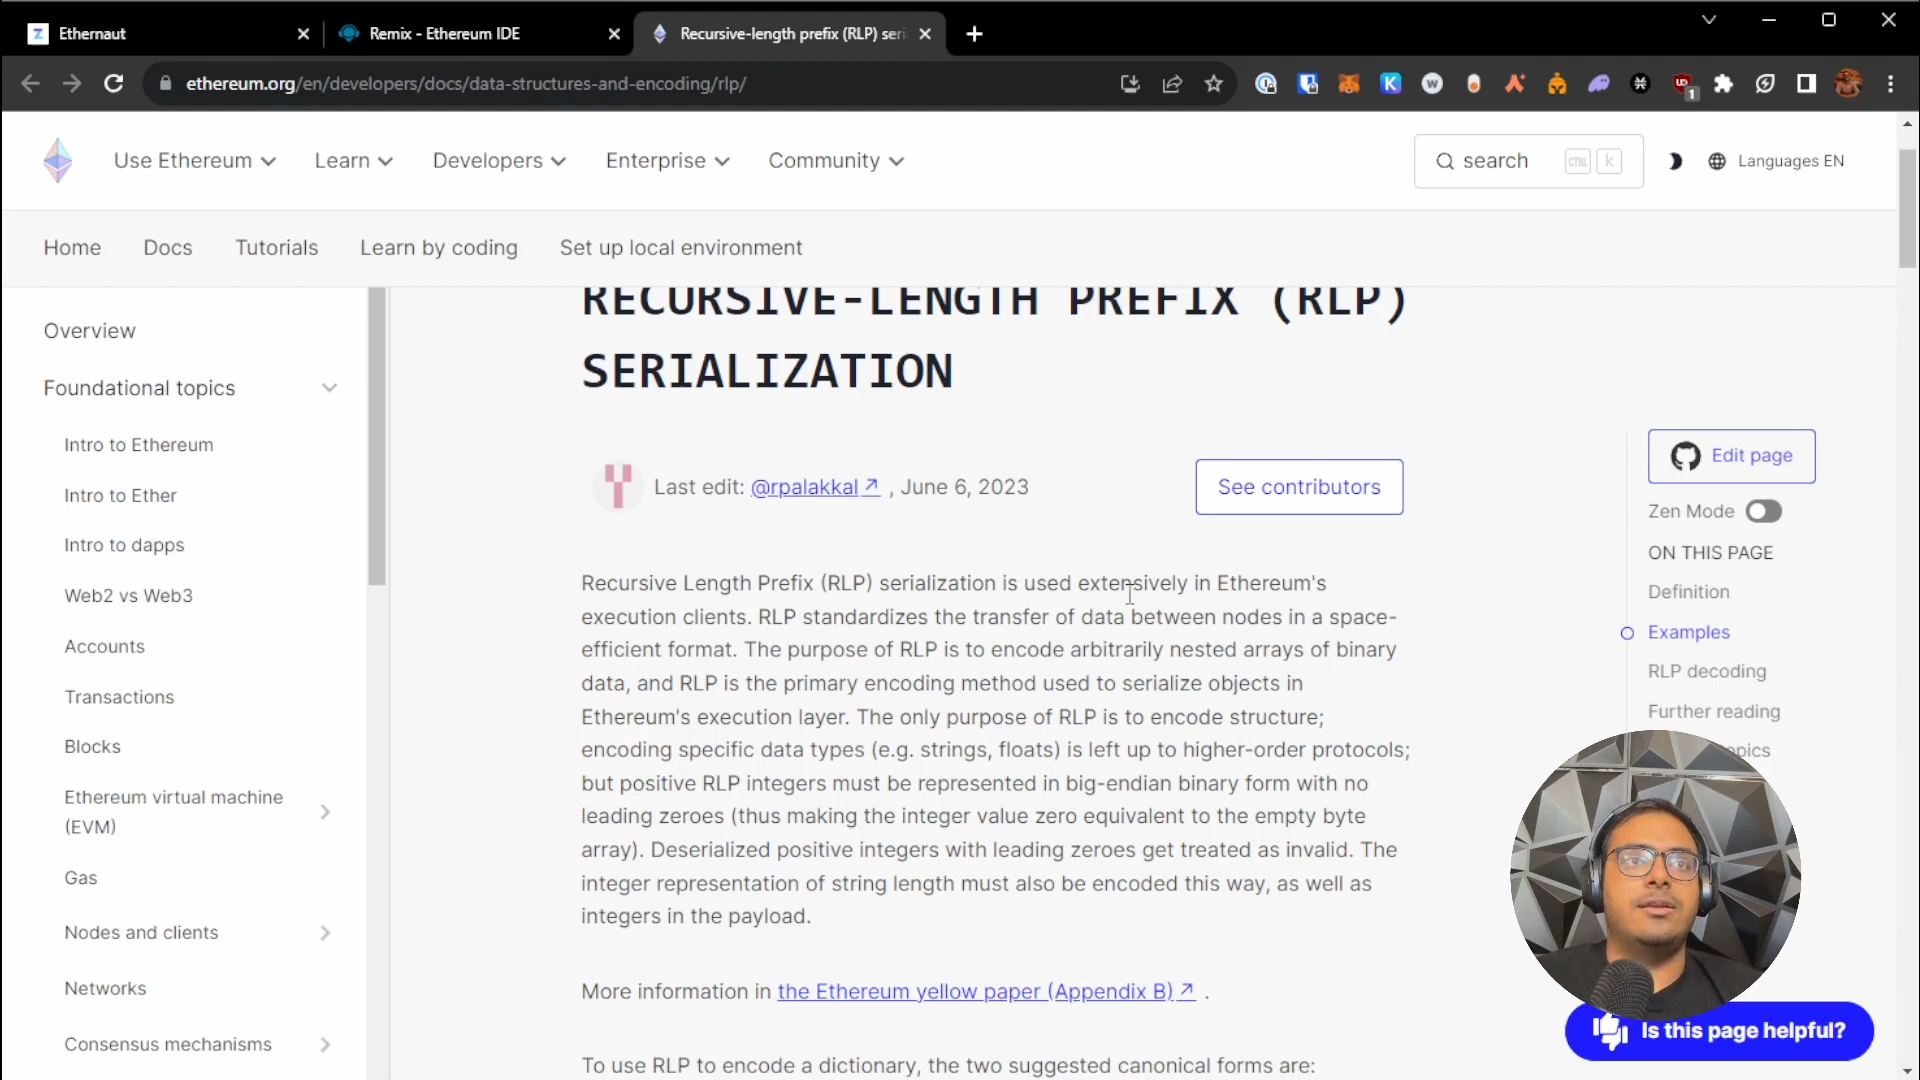 Ethernaut
Remix - Ethereum IDE
Recursive-length prefix (RLP) seri
ethereum.org/en/developers/docs/data-structures-and-encoding/rlp/
1
Use Ethereum
Learn
Developers
Enterprise
Community
search
CTRL k
Languages EN
Home
Docs
Tutorials
Learn by coding
Set up local environment
Overview
Foundational topics
Intro to Ethereum
Intro to Ether
Intro to dapps
Web2 vs Web3
Accounts
Transactions
Blocks
Ethereum virtual machine
(EVM)
Gas
Nodes and clients
Networks
Consensus mechanisms
RECURSIVE-LENGTH PREFIX (RLP)
SERIALIZATION
Last edit: @rpalakkal , June 6, 2023
See contributors
Recursive Length Prefix (RLP) serialization is used extensively in Ethereum's
execution clients. RLP standardizes the transfer of data between nodes in a space-
efficient format. The purpose of RLP is to encode arbitrarily nested arrays of binary
data, and RLP is the primary encoding method used to serialize objects in
Ethereum's execution layer. The only purpose of RLP is to encode structure;
encoding specific data types (e.g. strings, floats) is left up to higher-order protocols;
but positive RLP integers must be represented in big-endian binary form with no
leading zeroes (thus making the integer value zero equivalent to the empty byte
array). Deserialized positive integers with leading zeroes get treated as invalid. The
integer representation of string length must also be encoded this way, as well as
integers in the payload.
More information in the Ethereum yellow paper (Appendix B) .
To use RLP to encode a dictionary, the two suggested canonical forms are:
Edit page
Zen Mode
ON THIS PAGE
Definition
Examples
RLP decoding
Further reading
Is this page helpful?